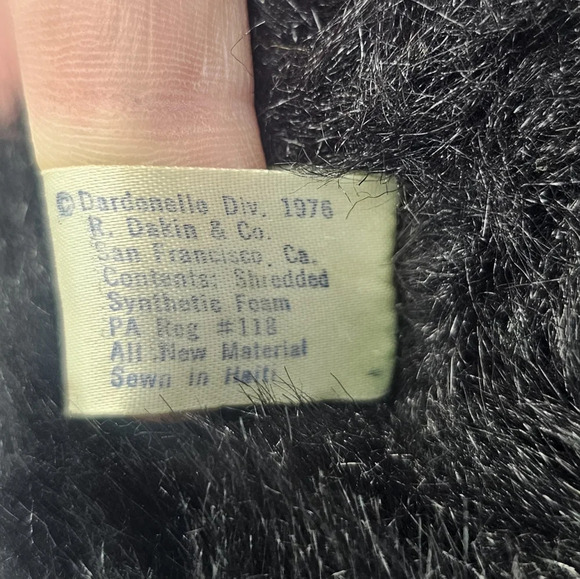 © Dardanelle Div. 1976
R. Dakin & Co.
San Francisco, Ca.
Contents: Shredded
Synthetic Foam
PA Reg #118
All New Material
Sewn in Haiti